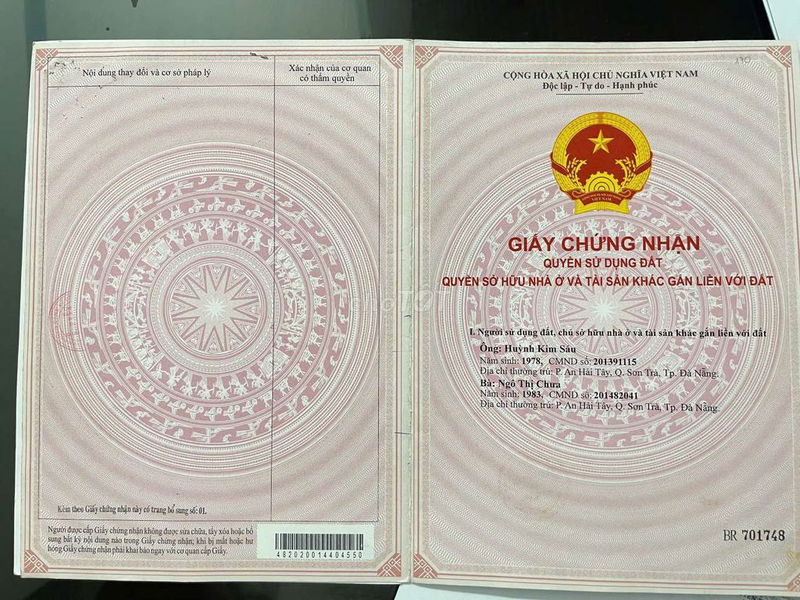 Nội dung thay đổi và cơ sở pháp lý
Xác nhận của cơ quan
có thẩm quyền
Kèm theo Giấy chứng nhận này có trang bổ sung số: 01.
Người được cấp Giấy chứng nhận không được sửa chữa, tẩy xóa hoặc bổ
sung bất kỳ nội dung nào trong Giấy chứng nhận; khi bị mất hoặc hư
hỏng Giấy chứng nhận phải khai báo ngay với cơ quan cấp Giấy.
482020014404550
CỘNG HÒA XÃ HỘI CHỦ NGHĨA VIỆT NAM
Độc lập - Tự do - Hạnh phúc
GIẤY CHỨNG NHẬN
QUYỀN SỬ DỤNG ĐẤT
QUYỀN SỞ HỮU NHÀ Ở VÀ TÀI SẢN KHÁC GẮN LIỀN VỚI ĐẤT
I. Người sử dụng đất, chủ sở hữu nhà ở và tài sản khác gắn liền với đất
Ông: Huỳnh Kim Sáu
Năm sinh: 1978, CMND số: 201391115
Địa chỉ thường trú: P. An Hải Tây, Q. Sơn Trà, Tp. Đà Nẵng.
Bà: Ngô Thị Chưa
Năm sinh: 1983, CMND số: 201482041
Địa chỉ thường trú: P. An Hải Tây, Q. Sơn Trà, Tp. Đà Nẵng.
BR 701748